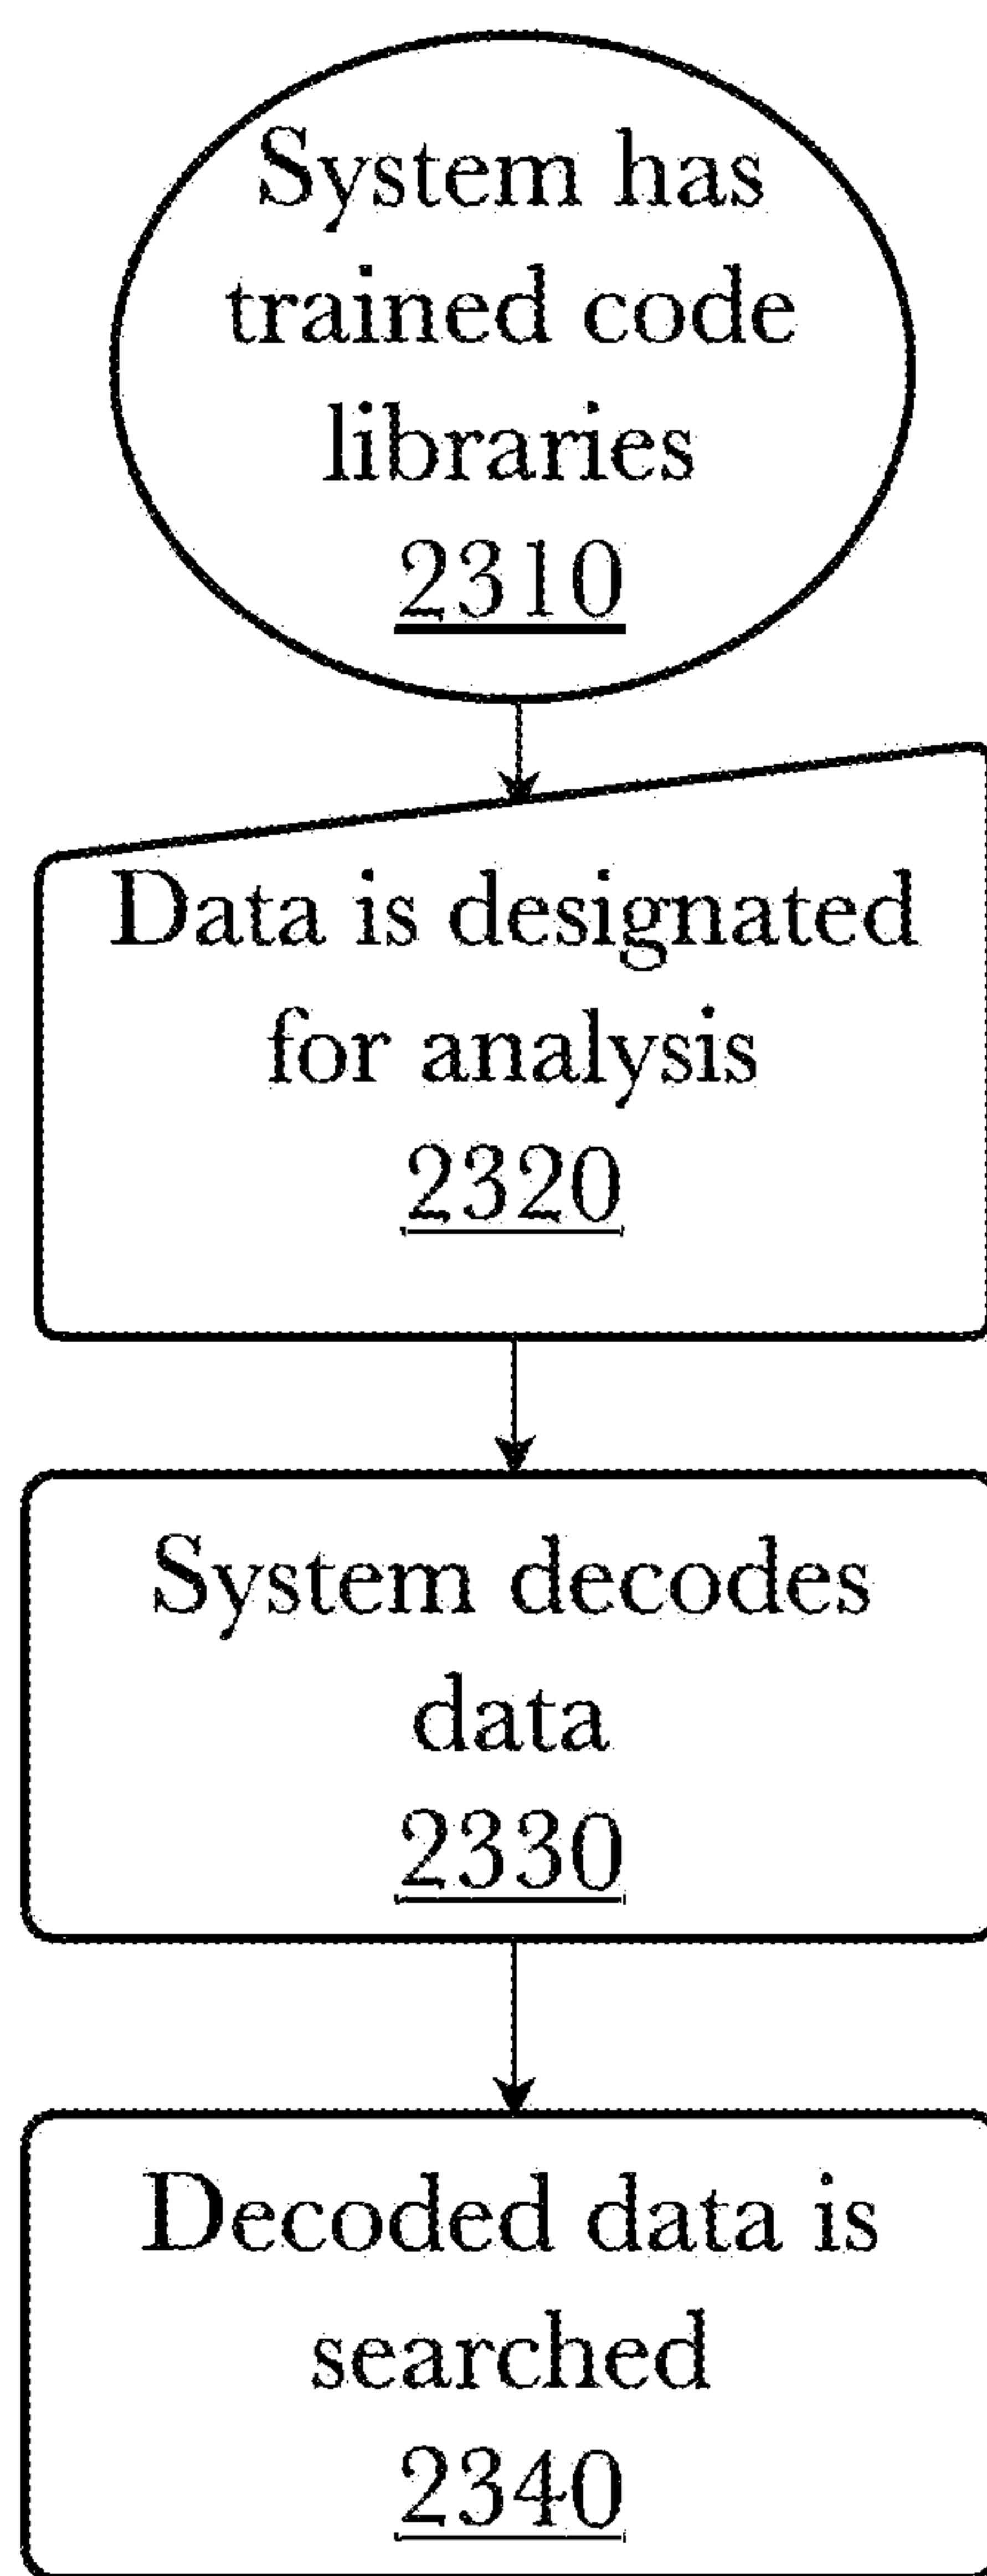 System has
trained code
libraries
2310
Data is designated
for analysis
2320
System decodes
data
2330
Decoded data is
searched
2340